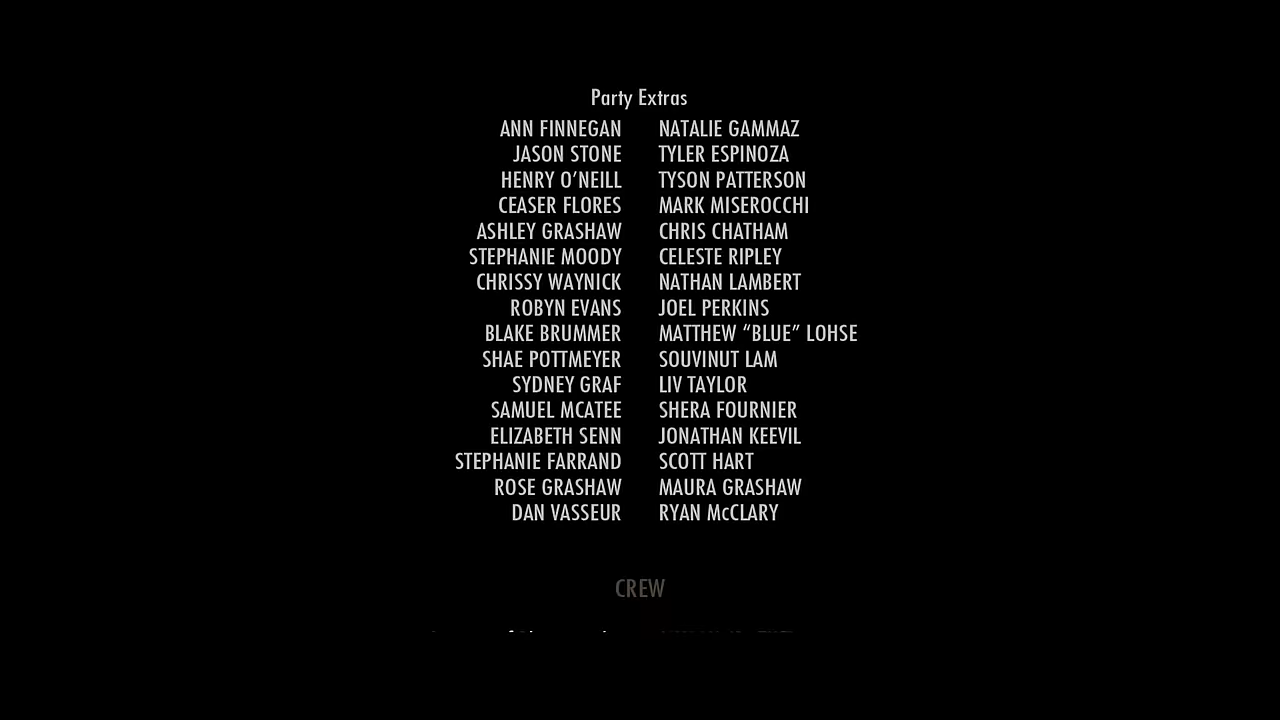 Party Extras
ANN FINNEGAN NATALIE GAMMAZ
JASON STONE TYLER ESPINOZA
HENRY O’NEILL TYSON PATTERSON
CEASER FLORES MARK MISEROCCHI
ASHLEY GRASHAW CHRIS CHATHAM
STEPHANIE MOODY CELESTE RIPLEY
CHRISSY WAYNICK NATHAN LAMBERT
ROBYN EVANS JOEL PERKINS
BLAKE BRUMMER MATTHEW “BLUE” LOHSE
SHAE POTTMEYER SOUVINUT LAM
SYDNEY GRAF LIV TAYLOR
SAMUEL MCATEE SHERA FOURNIER
ELIZABETH SENN JONATHAN KEEVIL
STEPHANIE FARRAND SCOTT HART
ROSE GRASHAW MAURA GRASHAW
DAN VASSEUR RYAN McCLARY
CREW